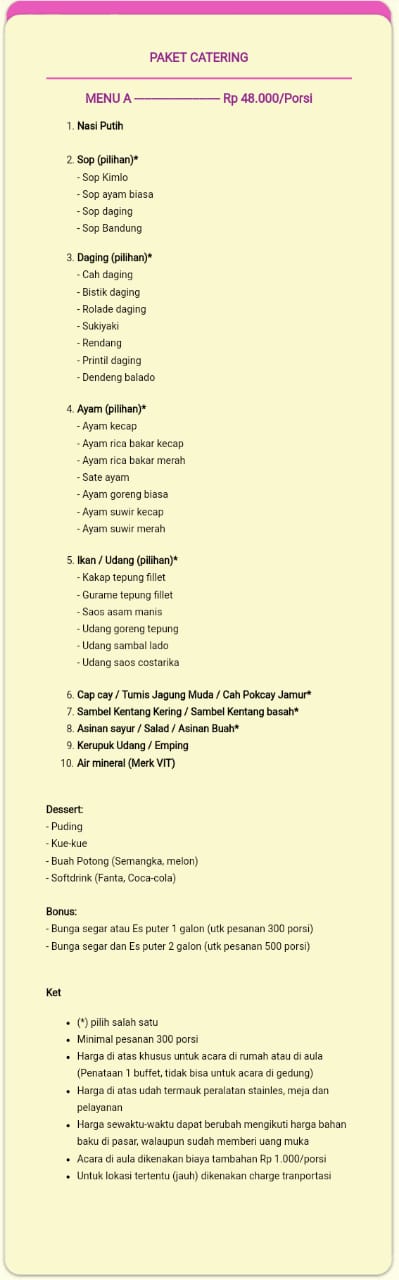 PAKET CATERING
MENU A ---------------------------- Rp 48.000/Porsi
1. Nasi Putih
2. Sop (pilihan)*
- Sop Kimlo
- Sop ayam biasa
- Sop daging
- Sop Bandung
3. Daging (pilihan)*
- Cah daging
- Bistik daging
- Rolade daging
- Sukiyaki
- Rendang
- Printil daging
- Dendeng balado
4. Ayam (pilihan)*
- Ayam kecap
- Ayam rica bakar kecap
- Ayam rica bakar merah
- Sate ayam
- Ayam goreng biasa
- Ayam suwir kecap
- Ayam suwir merah
5. Ikan / Udang (pilihan)*
- Kakap tepung fillet
- Gurame tepung fillet
- Saos asam manis
- Udang goreng tepung
- Udang sambal lado
- Udang saos costarika
6. Cap cay / Tumis Jagung Muda / Cah Pokcay Jamur*
7. Sambel Kentang Kering / Sambel Kentang basah*
8. Asinan sayur / Salad / Asinan Buah*
9. Kerupuk Udang / Emping
10. Air mineral (Merk VIT)
Dessert:
- Puding
- Kue-kue
- Buah Potong (Semangka, melon)
- Softdrink (Fanta, Coca-cola)
Bonus:
- Bunga segar atau Es puter 1 galon (utk pesanan 300 porsi)
- Bunga segar dan Es puter 2 galon (utk pesanan 500 porsi)
Ket
• (*) pilih salah satu
• Minimal pesanan 300 porsi
• Harga di atas khusus untuk acara di rumah atau di aula
(Penataan 1 buffet, tidak bisa untuk acara di gedung)
• Harga di atas udah termauk peralatan stainles, meja dan
pelayanan
• Harga sewaktu-waktu dapat berubah mengikuti harga bahan
baku di pasar, walaupun sudah memberi uang muka
• Acara di aula dikenakan biaya tambahan Rp 1.000/porsi
• Untuk lokasi tertentu (jauh) dikenakan charge tranportasi